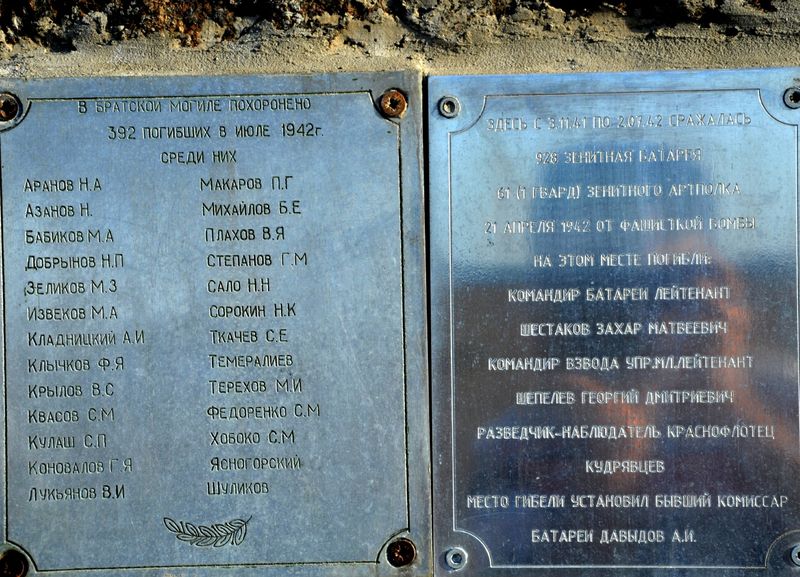 В БРАТСКОЙ МОГИЛЕ ПОХОРОНЕНО
392 ПОГИБШИХ В ИЮЛЕ 1942г.
СРЕДИ НИХ
АРАНОВ Н.А
АЗАНОВ Н.
БАБИКОВ М.А
ДОБРЫНОВ Н.П
ЗЕЛИКОВ М.З
ИЗВЕКОВ М.А
КЛАДНИЦКИЙ А.И
КЛЫЧКОВ Ф.Я
КРЫЛОВ В.С
КВАСОВ С.М
КУЛАШ С.П
КОНОВАЛОВ Г.Я
ЛУКЬЯНОВ В.И
МАКАРОВ П.Г
МИХАЙЛОВ Б.Е
ПЛАХОВ В.Я
СТЕПАНОВ Г.М
САЛО Н.Н
СОРОКИН Н.К
ТКАЧЕВ С.Е
ТЕМЕРАЛИЕВ
ТЕРЕХОВ М.И
ФЕДОРЕНКО С.М
ХОБОКО С.М
ЯСНОГОРСКИЙ
ШУЛИКОВ
ЗДЕСЬ С 3.11.41 ПО 2.07.42 СРАЖАЛАСЬ
928 ЗЕНИТНАЯ БАТАРЕЯ
61 (1 ГВАРД) ЗЕНИТНОГО АРТПОЛКА
21 АПРЕЛЯ 1942 ОТ ФАШИСТКОЙ БОМБЫ
НА ЭТОМ МЕСТЕ ПОГИБЛИ:
КОМАНДИР БАТАРЕИ ЛЕЙТЕНАНТ
ШЕСТАКОВ ЗАХАР МАТВЕЕВИЧ
КОМАНДИР ВЗВОДА УПР.МЛ.ЛЕЙТЕНАНТ
ШЕПЕЛЕВ ГЕОРГИЙ ДМИТРИЕВИЧ
РАЗВЕДЧИК-НАБЛЮДАТЕЛЬ КРАСНОФЛОТЕЦ
КУДРЯВЦЕВ
МЕСТО ГИБЕЛИ УСТАНОВИЛ БЫВШИЙ КОМИССАР
БАТАРЕИ ДАВЫДОВ А.И.